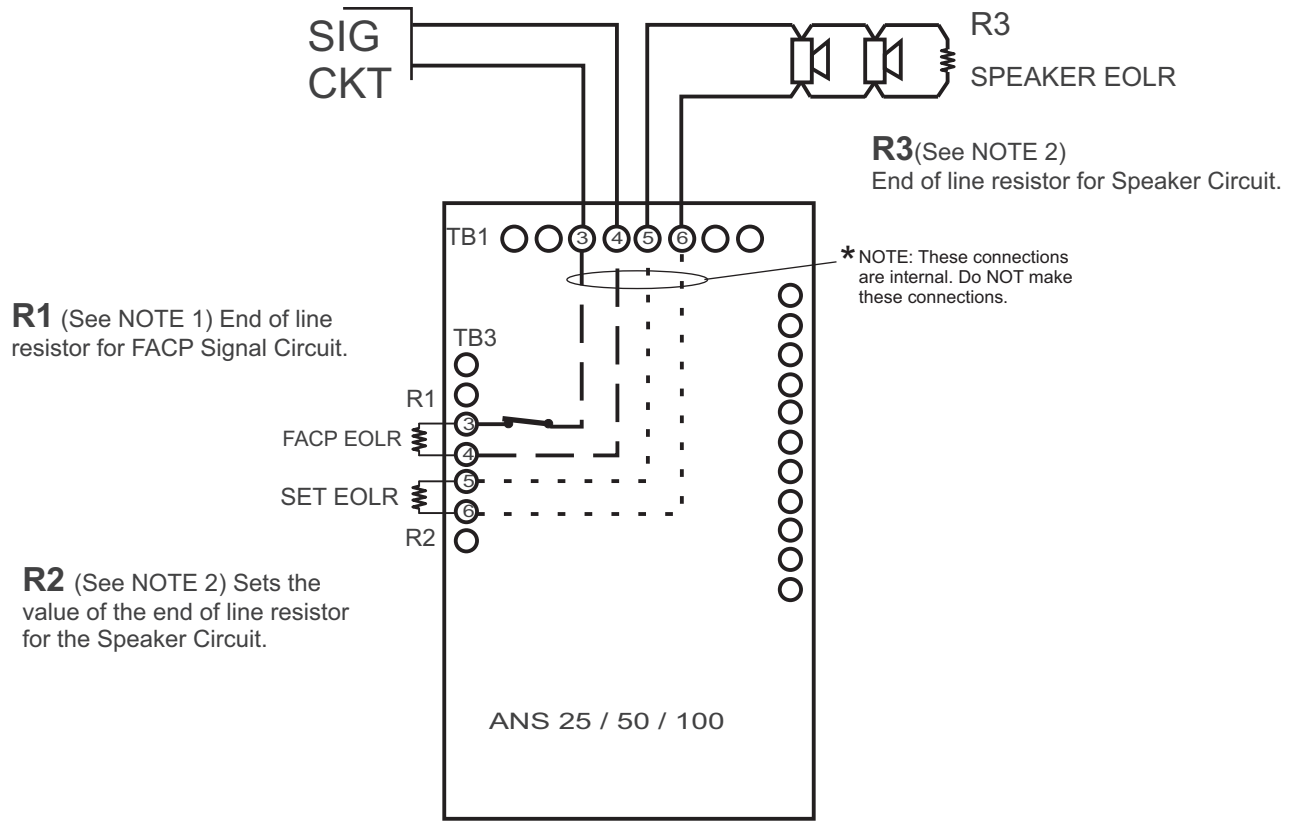 SIG
CKT
R3
SPEAKER EOLR
R3(See NOTE 2)
End of line resistor for Speaker Circuit.
TB1
3
4
5
6
*NOTE: These connections
are internal. Do NOT make
these connections.
R1 (See NOTE 1) End of line
resistor for FACP Signal Circuit.
TB3
R1
3
FACP EOLR
4
5
SET EOLR
6
R2
R2 (See NOTE 2) Sets the
value of the end of line resistor
for the Speaker Circuit.
ANS 25 / 50 / 100